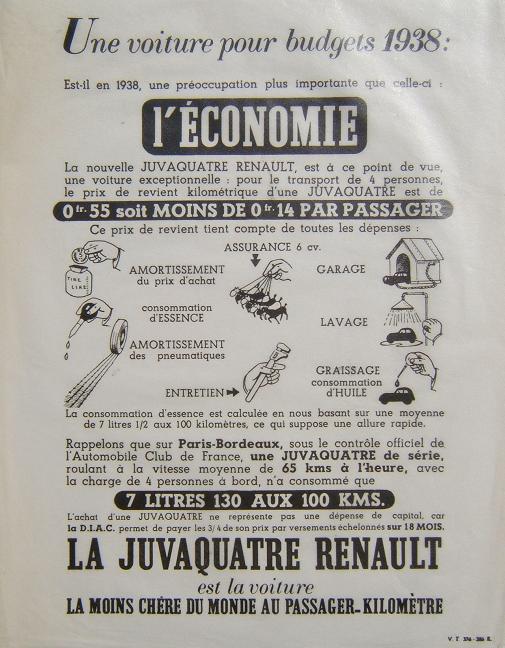 Une voiture pour budgets 1938 :
Est-il en 1938, une préoccupation plus importante que celle-ci :
l'ÉCONOMIE
La nouvelle JUVAQUATRE RENAULT, est à ce point de vue,
une voiture exceptionnelle : pour le transport de 4 personnes,
le prix de revient kilométrique d'une JUVAQUATRE est de
0 fr. 55 soit MOINS DE 0 fr. 14 PAR PASSAGER
Ce prix de revient tient compte de toutes les dépenses :
ASSURANCE 6 cv.
AMORTISSEMENT
du prix d'achat
TIRE
LIRE
GARAGE
consommation
d'ESSENCE
LAVAGE
AMORTISSEMENT
des pneumatiques
GRAISSAGE
consommation
d'HUILE
ENTRETIEN
La consommation d'essence est calculée en nous basant sur une moyenne
de 7 litres 1/2 aux 100 kilomètres, ce qui suppose une allure rapide.
Rappelons que sur Paris-Bordeaux, sous le contrôle officiel de
l'Automobile Club de France, une JUVAQUATRE de série,
roulant à la vitesse moyenne de 65 kms à l'heure, avec
la charge de 4 personnes à bord, n'a consommé que
7 LITRES 130 AUX 100 KMS.
L'achat d'une JUVAQUATRE ne représente pas une dépense de capital, car
la D.I.A.C. permet de payer les 3/4 de son prix par versements échelonnés sur 18 MOIS.
LA JUVAQUATRE RENAULT
est la voiture
LA MOINS CHÈRE DU MONDE AU PASSAGER-KILOMÈTRE